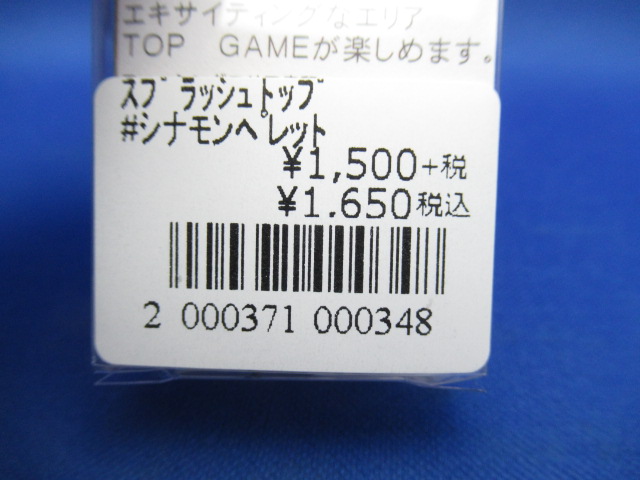 エキサイティングなエリア
TOP GAMEが楽しめます。
スプラッシュトップ
#シナモンペレット
¥1,500+税
¥1.650税込
2 000371 000348